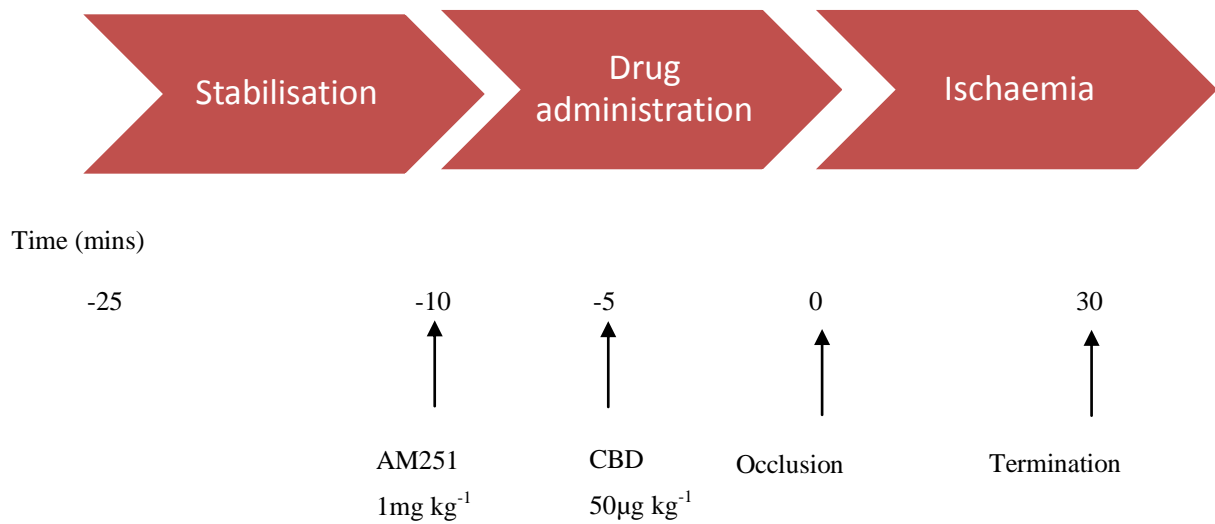 Stabilisation
Drug
administration
Ischaemia
Time (mins)
-25 -10 -5 0 30
AM251 CBD Occlusion Termination
1mg kg⁻¹ 50µg kg⁻¹